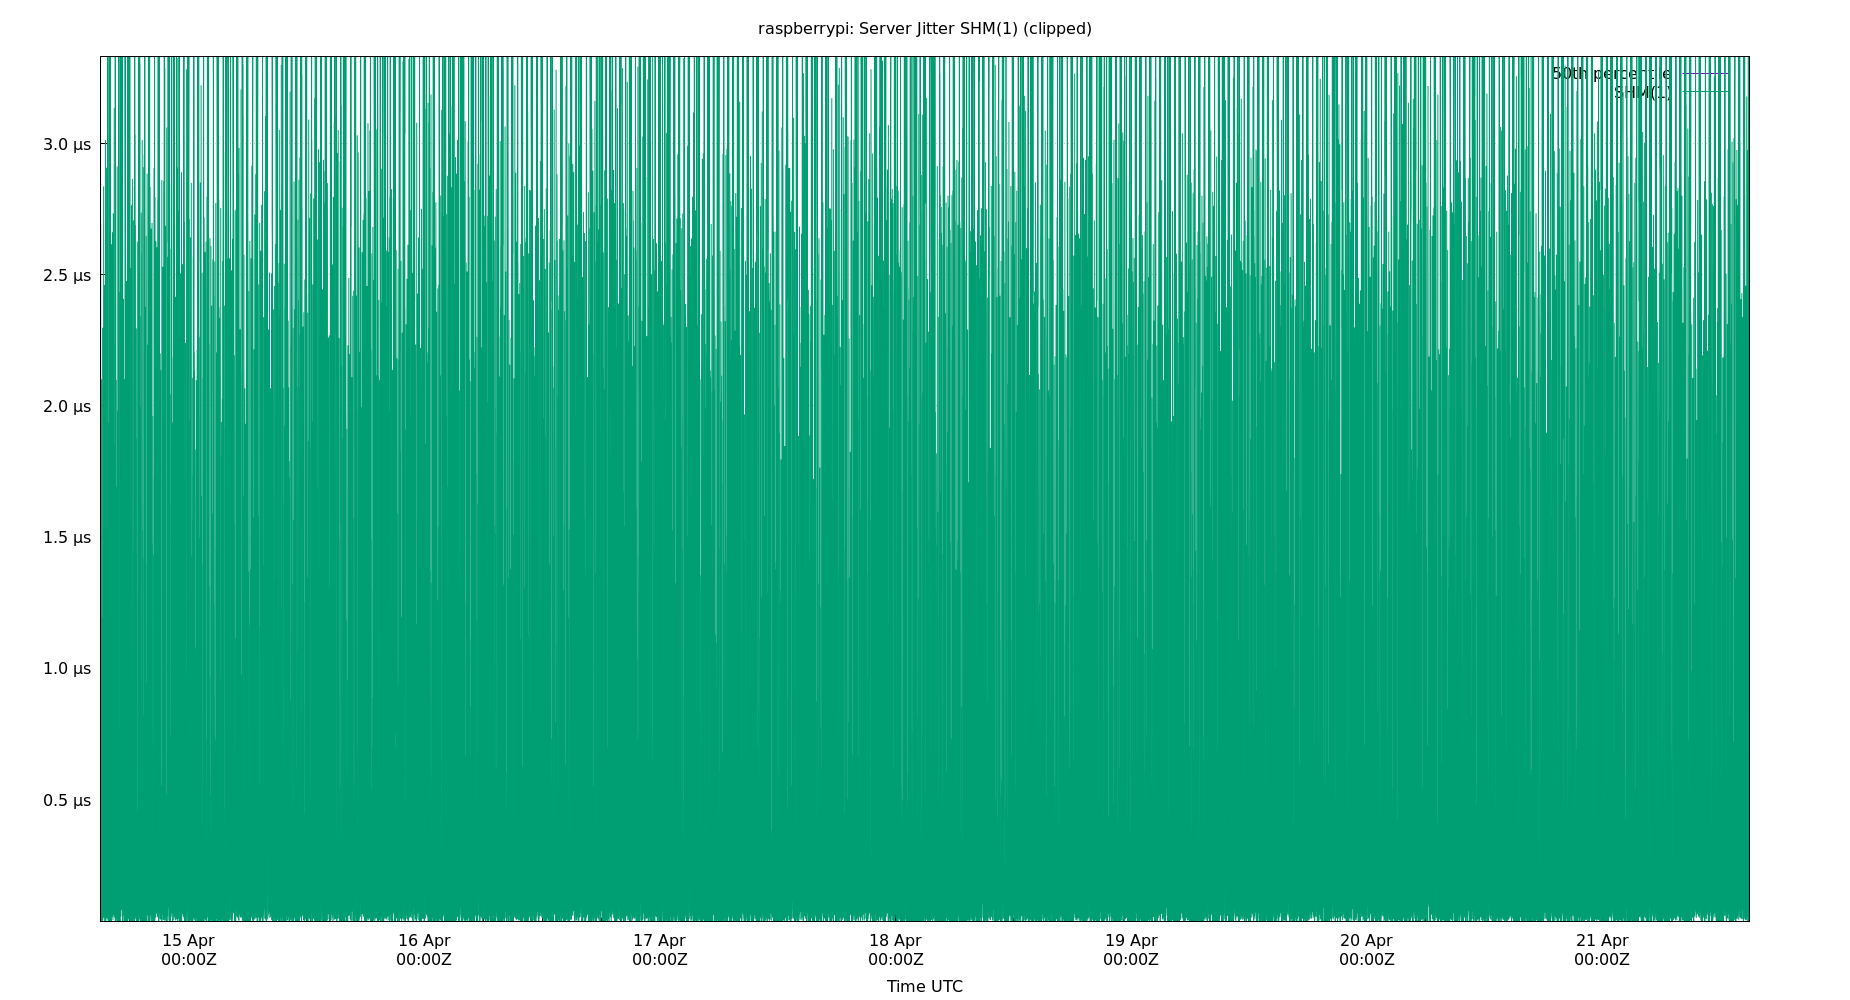 raspberrypi: Server Jitter SHM(1) (clipped)
50th percentile
SHM(1)
3.0 µs
2.5 µs
2.0 µs
1.5 µs
1.0 µs
0.5 µs
15 Apr 16 Apr 17 Apr 18 Apr 19 Apr 20 Apr 21 Apr
00:00Z 00:00Z 00:00Z 00:00Z 00:00Z 00:00Z 00:00Z
Time UTC